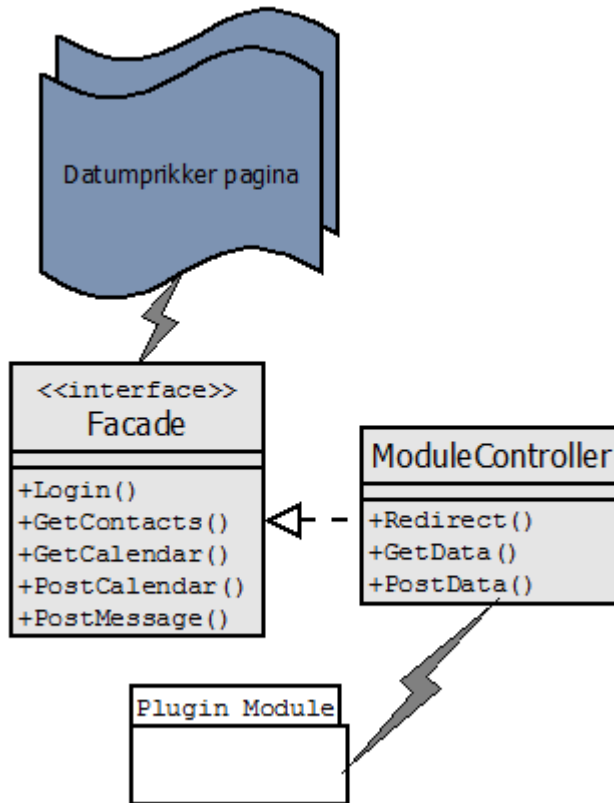 Datumprikker pagina
<<interface>>
Facade
+Login()
+GetContacts()
+GetCalendar()
+PostCalendar()
+PostMessage()
ModuleController
+Redirect()
+GetData()
+PostData()
Plugin Module